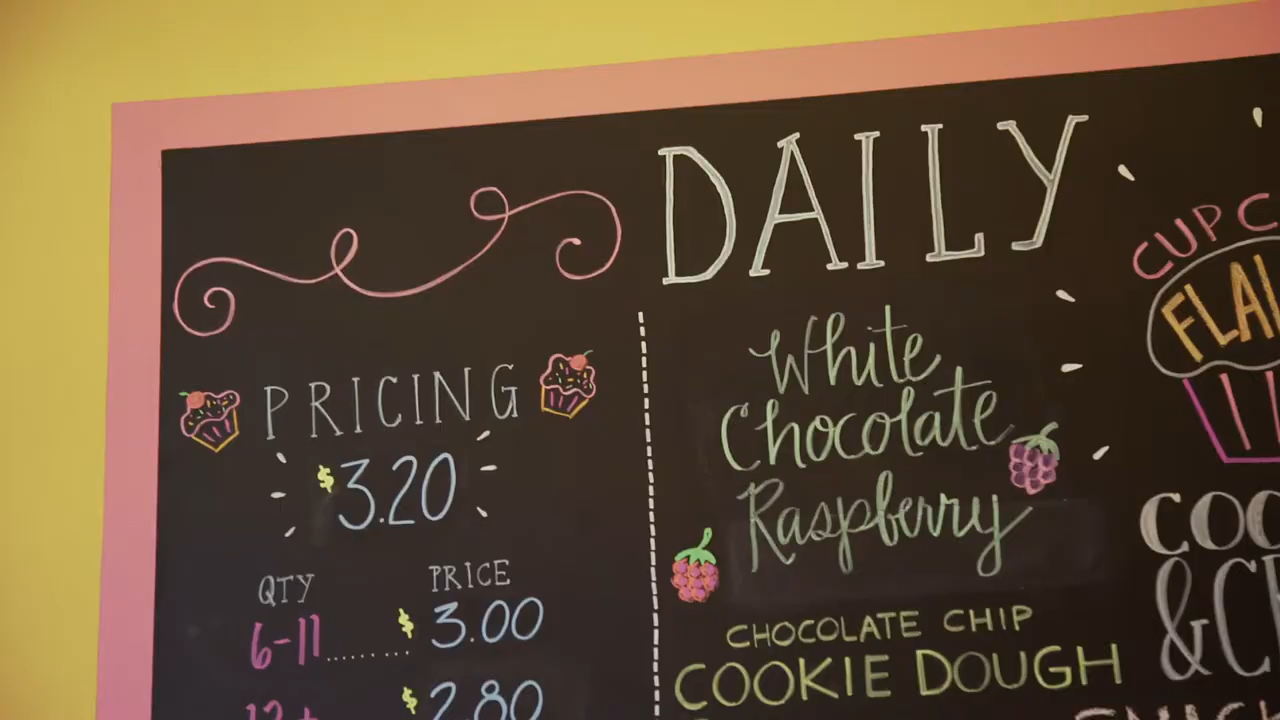 DAILY
PRICING
$3.20
QTY PRICE
6-11 ........ $3.00
12+ $2.80
White
Chocolate
Raspberry
CHOCOLATE CHIP
COOKIE DOUGH
CUPC
FLA
COO
&C